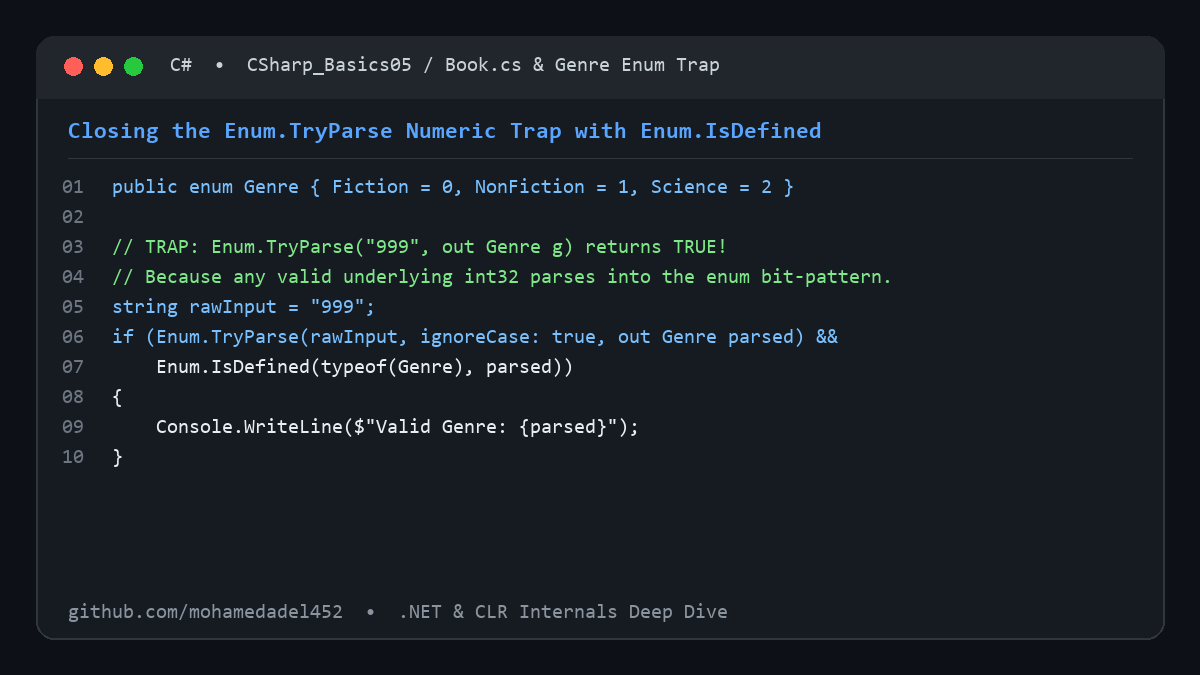 C# • CSharp_Basics05 / Book.cs & Genre Enum Trap
Closing the Enum.TryParse Numeric Trap with Enum.IsDefined
01 public enum Genre { Fiction = 0, NonFiction = 1, Science = 2 }
02
03 // TRAP: Enum.TryParse("999", out Genre g) returns TRUE!
04 // Because any valid underlying int32 parses into the enum bit-pattern.
05 string rawInput = "999";
06 if (Enum.TryParse(rawInput, ignoreCase: true, out Genre parsed) &&
07     Enum.IsDefined(typeof(Genre), parsed))
08 {
09     Console.WriteLine($"Valid Genre: {parsed}");
10 }
github.com/mohamedadel452 • .NET & CLR Internals Deep Dive